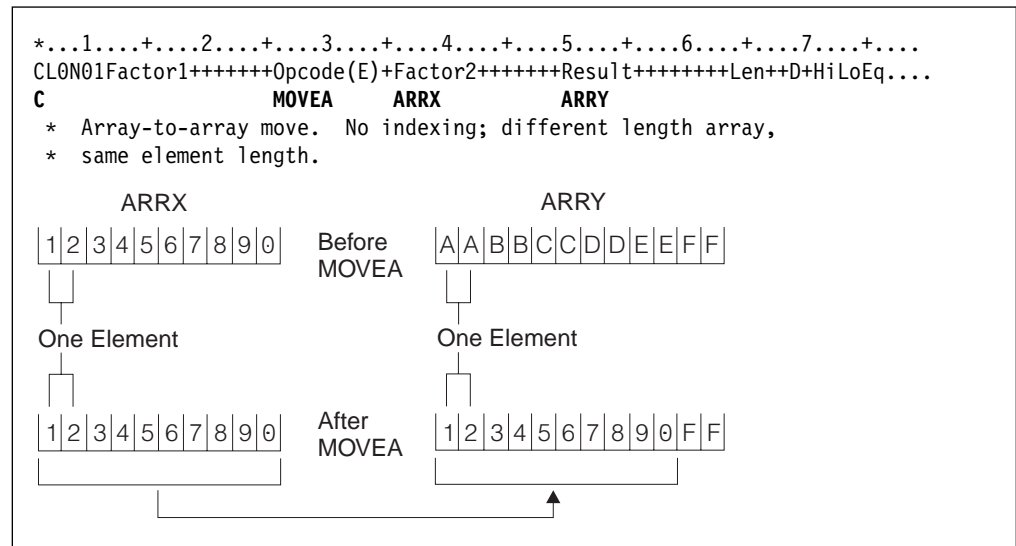 *...1....+....2....+....3....+....4....+....5....+....6....+....7....+....
CL0N01Factor1+++++++Opcode(E)+Factor2+++++++Result++++++++Len++D+HiLoEq....
C                   MOVEA     ARRX          ARRY
 *  Array-to-array move.  No indexing; different length array,
 *  same element length.
ARRX ARRY
1 2 3 4 5 6 7 8 9 0 Before A A B B C C D D E E F F
MOVEA
One Element One Element
1 2 3 4 5 6 7 8 9 0 After 1 2 3 4 5 6 7 8 9 0 F F
MOVEA